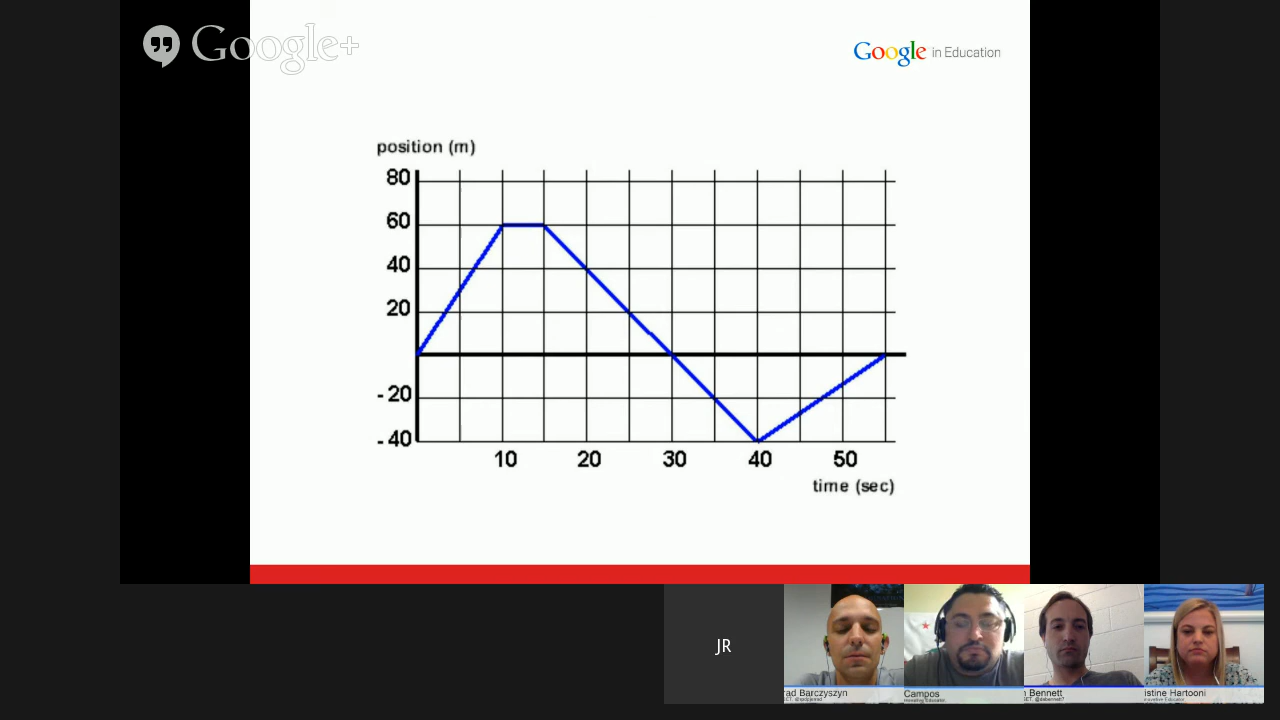 Google+
Google in Education
position (m)
80
60
40
20
- 20
- 40
10 20 30 40 50
time (sec)
JR
rad Barczyszyn
Campos
Bennett
istine Hartooni